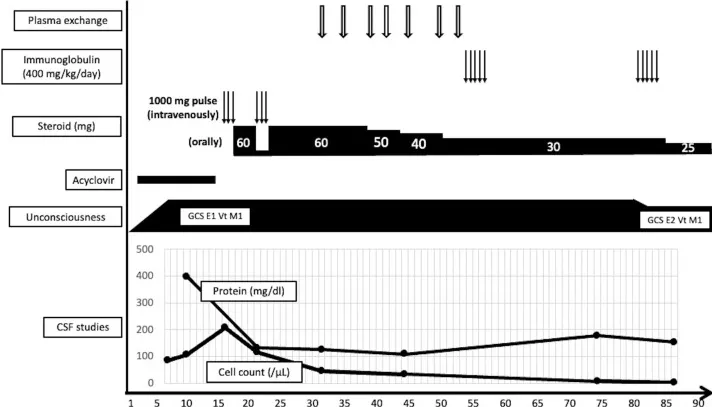 Plasma exchange
Immunoglobulin
(400 mg/kg/day)
1000 mg pulse
(intravenously)
Steroid (mg)
(orally)
60
60
50
40
30
25
Acyclovir
Unconsciousness
GCS E1 Vt M1
GCS E2 Vt M1
500
400
300
200
100
0
Protein (mg/dl)
CSF studies
Cell count (/μL)
1 5 10 15 20 25 30 35 40 45 50 55 60 65 70 75 80 85 90